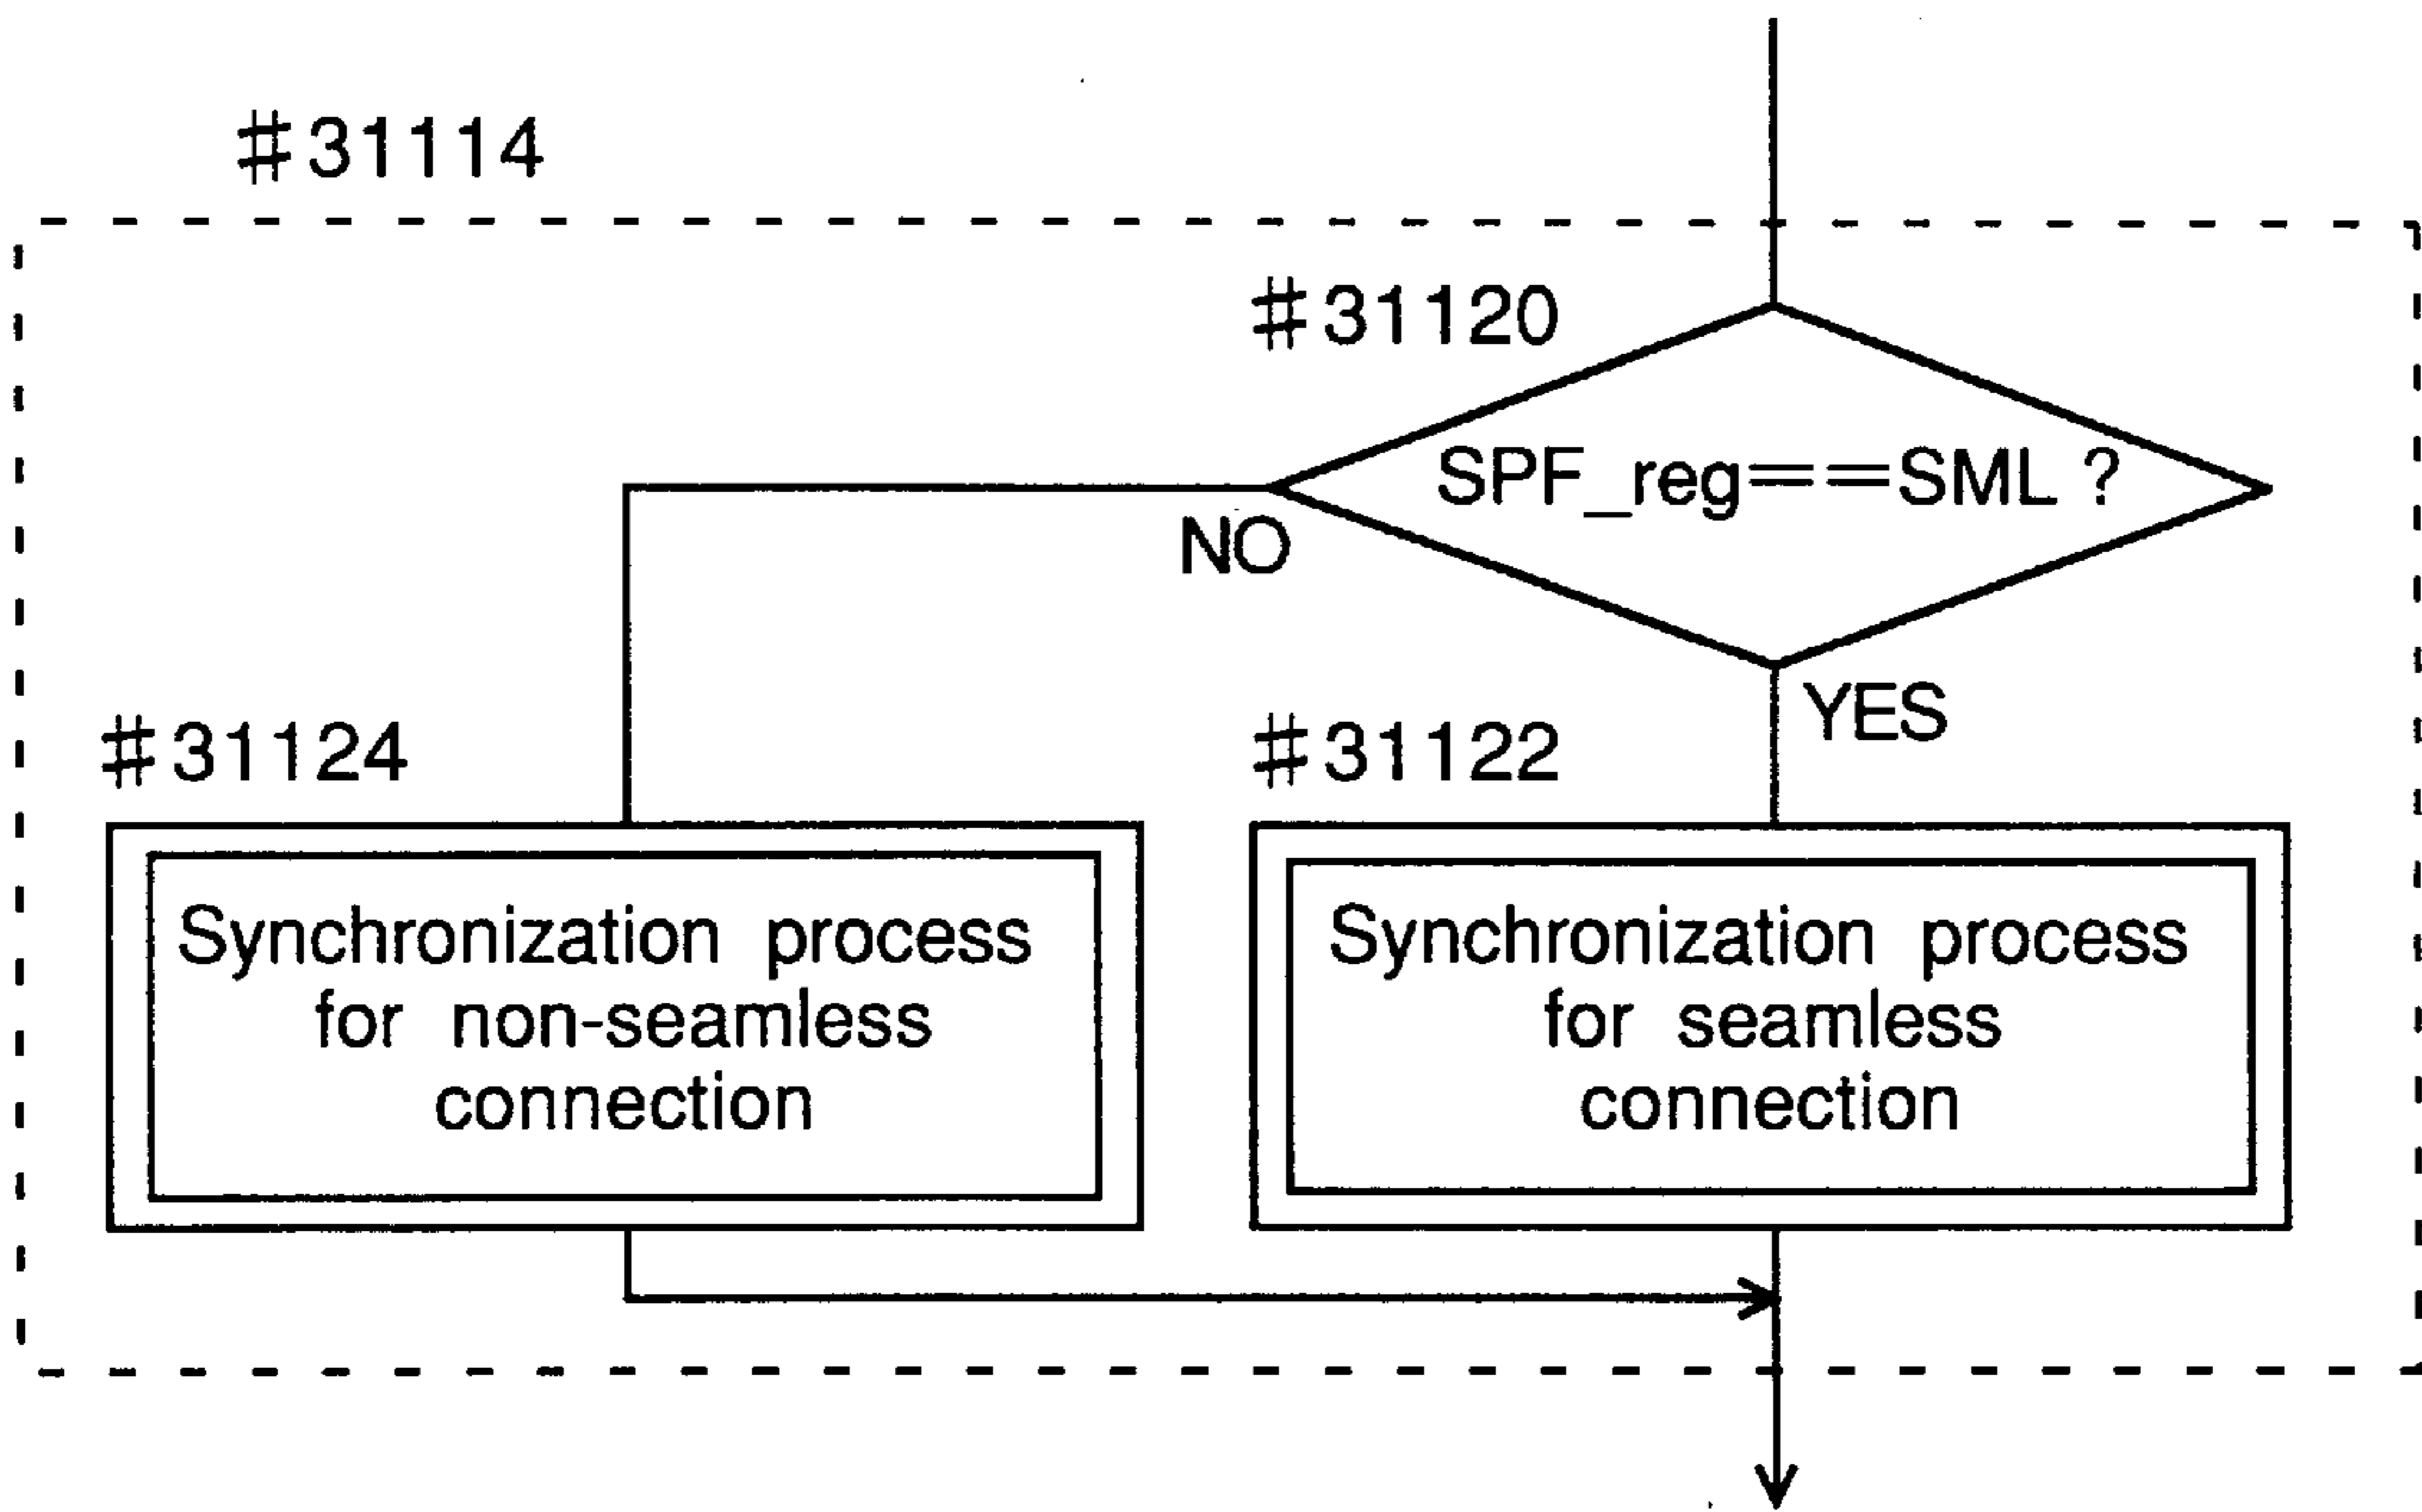 #31114
#31120
SPF_reg==SML ?
NO
YES
#31124
#31122
Synchronization process
for non-seamless
connection
Synchronization process
for seamless
connection